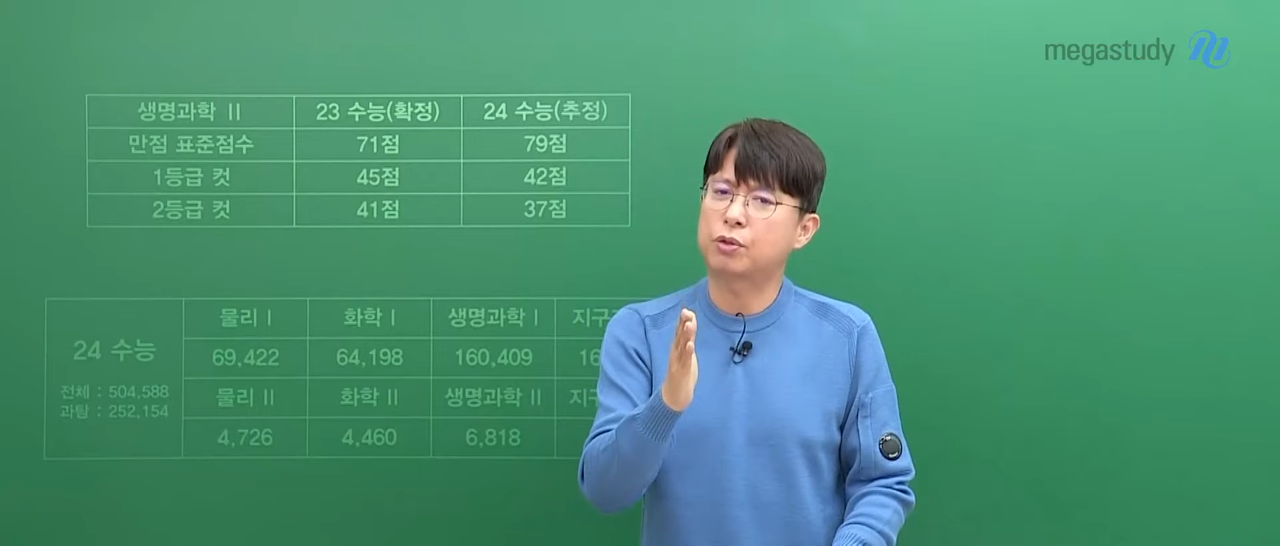 megastudy
생명과학 II 23 수능(확정) 24 수능(추정)
만점 표준점수 71점 79점
1등급 컷 45점 42점
2등급 컷 41점 37점
24 수능
전체 : 504,588
과탐 : 252,154
물리 I 화학 I 생명과학 I 지구
69,422 64,198 160,409 16
물리 II 화학 II 생명과학 II 지
4,726 4,460 6,818